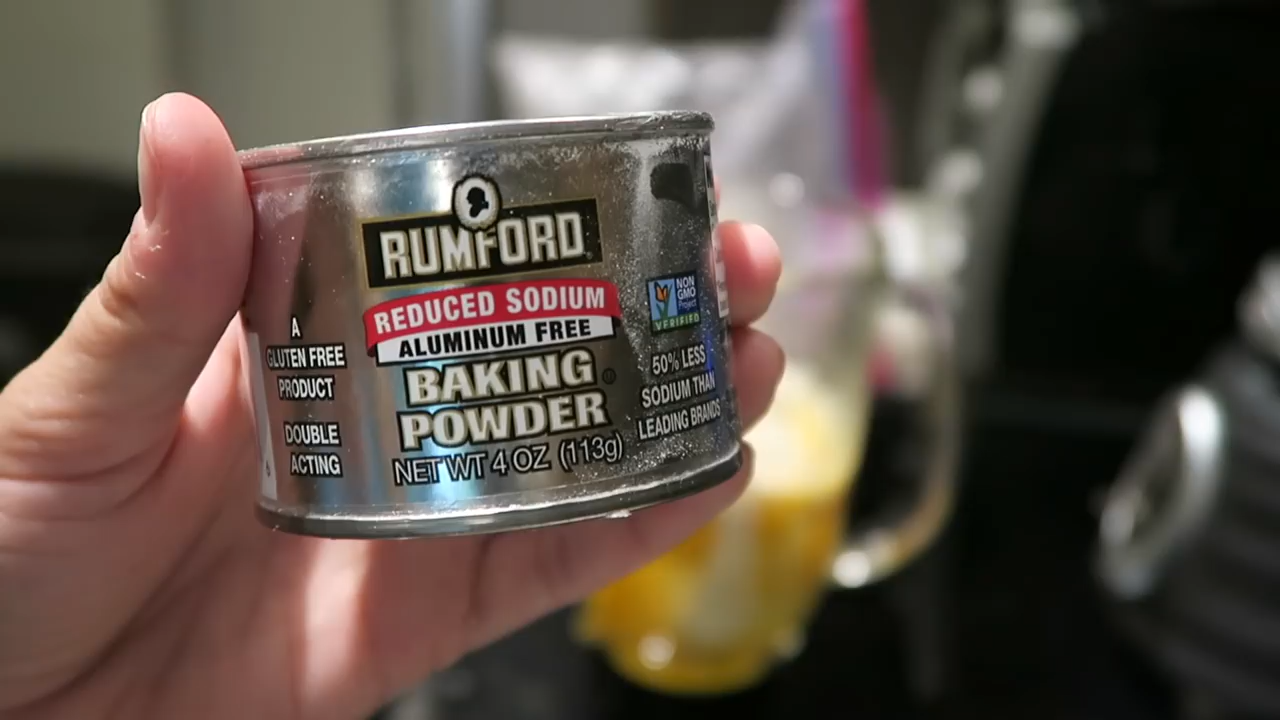 RUMFORD
REDUCED SODIUM
ALUMINUM FREE
BAKING
POWDER
NET WT 4 OZ (113g)
A
GLUTEN FREE
PRODUCT
DOUBLE
ACTING
NON
GMO
Project
VERIFIED
50% LESS
SODIUM THAN
LEADING BRANDS